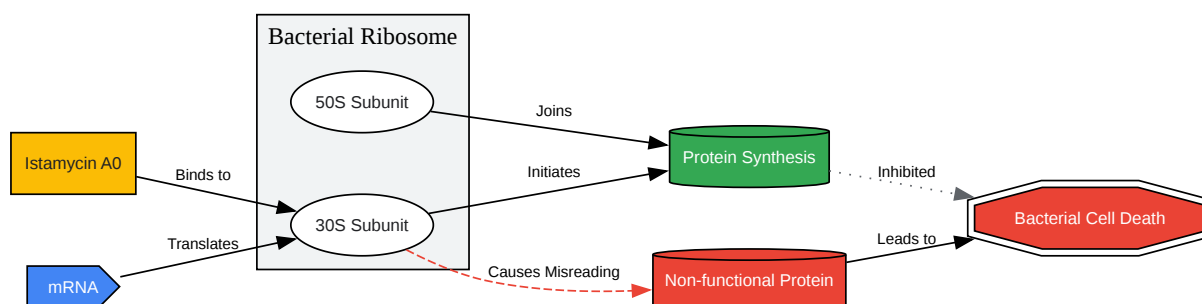 Bacterial Ribosome
50S Subunit
Joins
Istamycin A0
Binds to
Protein Synthesis
Inhibited
Initiates
30S Subunit
Bacterial Cell Death
Translates
Leads to
mRNA
Causes Misreading
Non-functional Protein